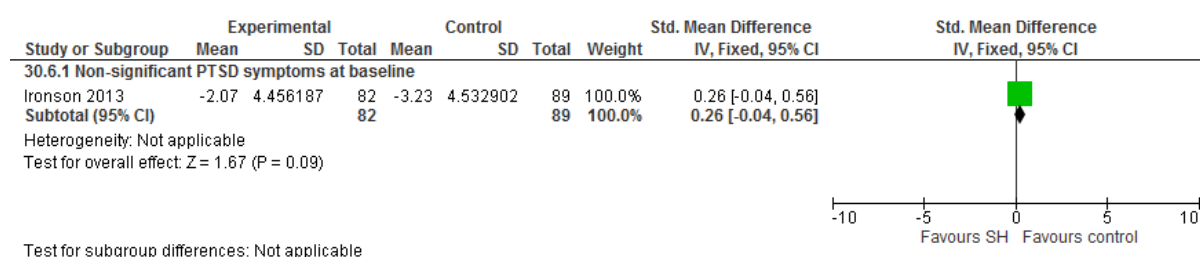 Experimental Control Std. Mean Difference Std. Mean Difference
Study or Subgroup Mean SD Total Mean SD Total Weight IV, Fixed, 95% CI IV, Fixed, 95% CI
30.6.1 Non-significant PTSD symptoms at baseline
Ironson 2013 -2.07 4.456187 82 -3.23 4.532902 89 100.0% 0.26 [-0.04, 0.56]
Subtotal (95% CI) 82 89 100.0% 0.26 [-0.04, 0.56]
Heterogeneity: Not applicable
Test for overall effect: Z = 1.67 (P = 0.09)
-10 -5 0 5 10
Favours SH Favours control
Test for subgroup differences: Not applicable